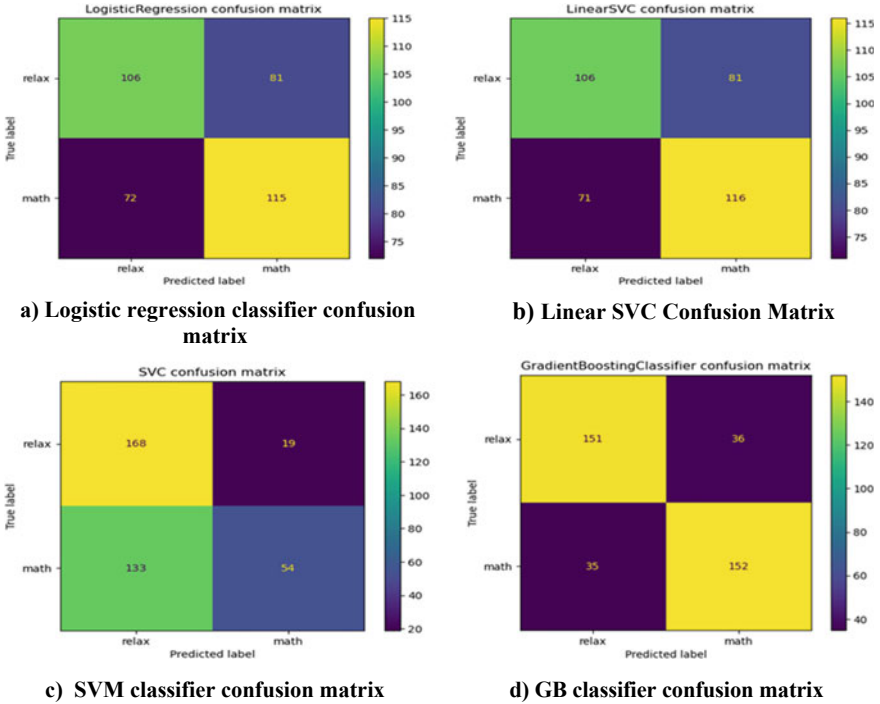 LogisticRegression confusion matrix
relax
106
81
math
72
115
True label
relax
math
Predicted label
115
110
105
100
95
90
85
80
75
a) Logistic regression classifier confusion
matrix
LinearSVC confusion matrix
relax
106
81
math
71
116
True label
relax
math
Predicted label
115
110
105
100
95
90
85
80
75
b) Linear SVC Confusion Matrix
SVC confusion matrix
relax
168
19
math
133
54
True label
relax
math
Predicted label
160
140
120
100
80
60
40
20
c) SVM classifier confusion matrix
GradientBoostingClassifier confusion matrix
relax
151
36
math
35
152
True label
relax
math
Predicted label
140
120
100
80
60
40
d) GB classifier confusion matrix